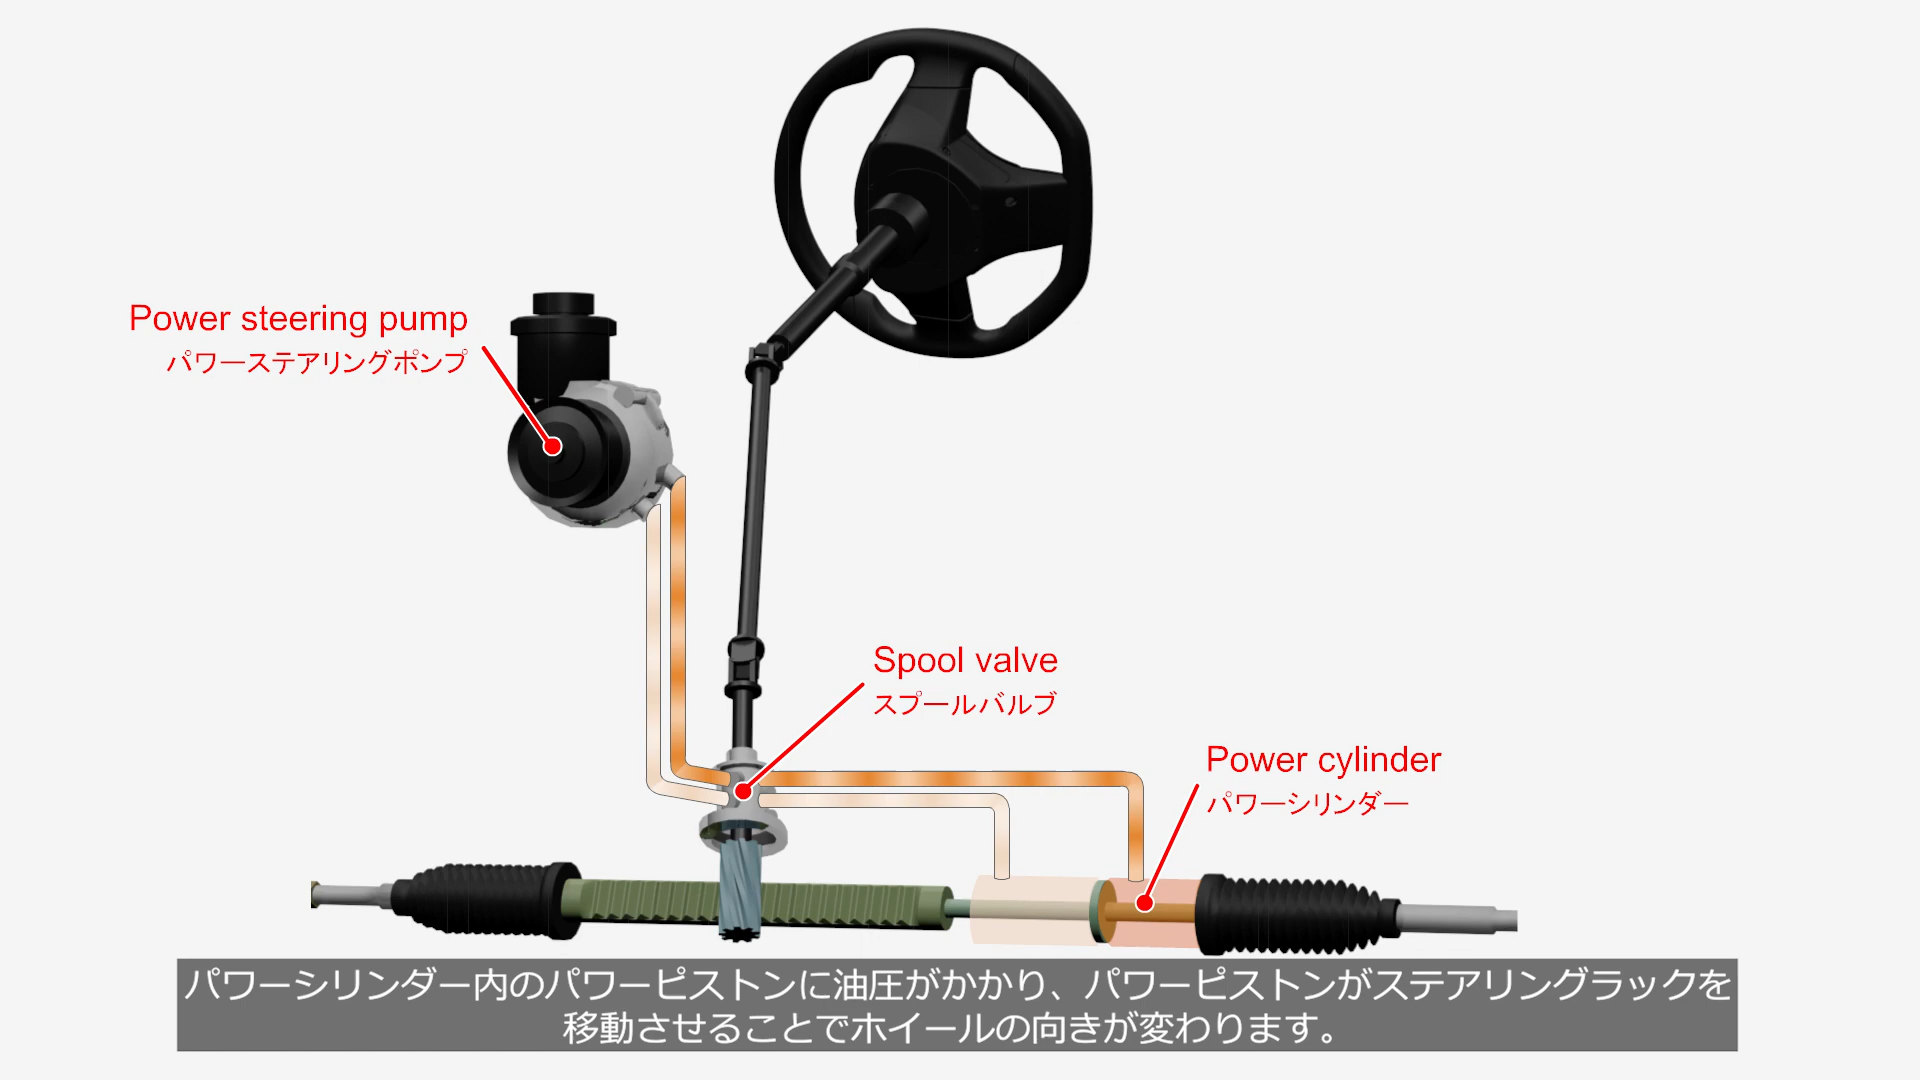 Power steering pump
パワーステアリングポンプ
Spool valve
スプールバルブ
Power cylinder
パワーシリンダー
パワーシリンダー内のパワーピストンに油圧がかかり、パワーピストンがステアリングラックを
移動させることでホイールの向きが変わります。